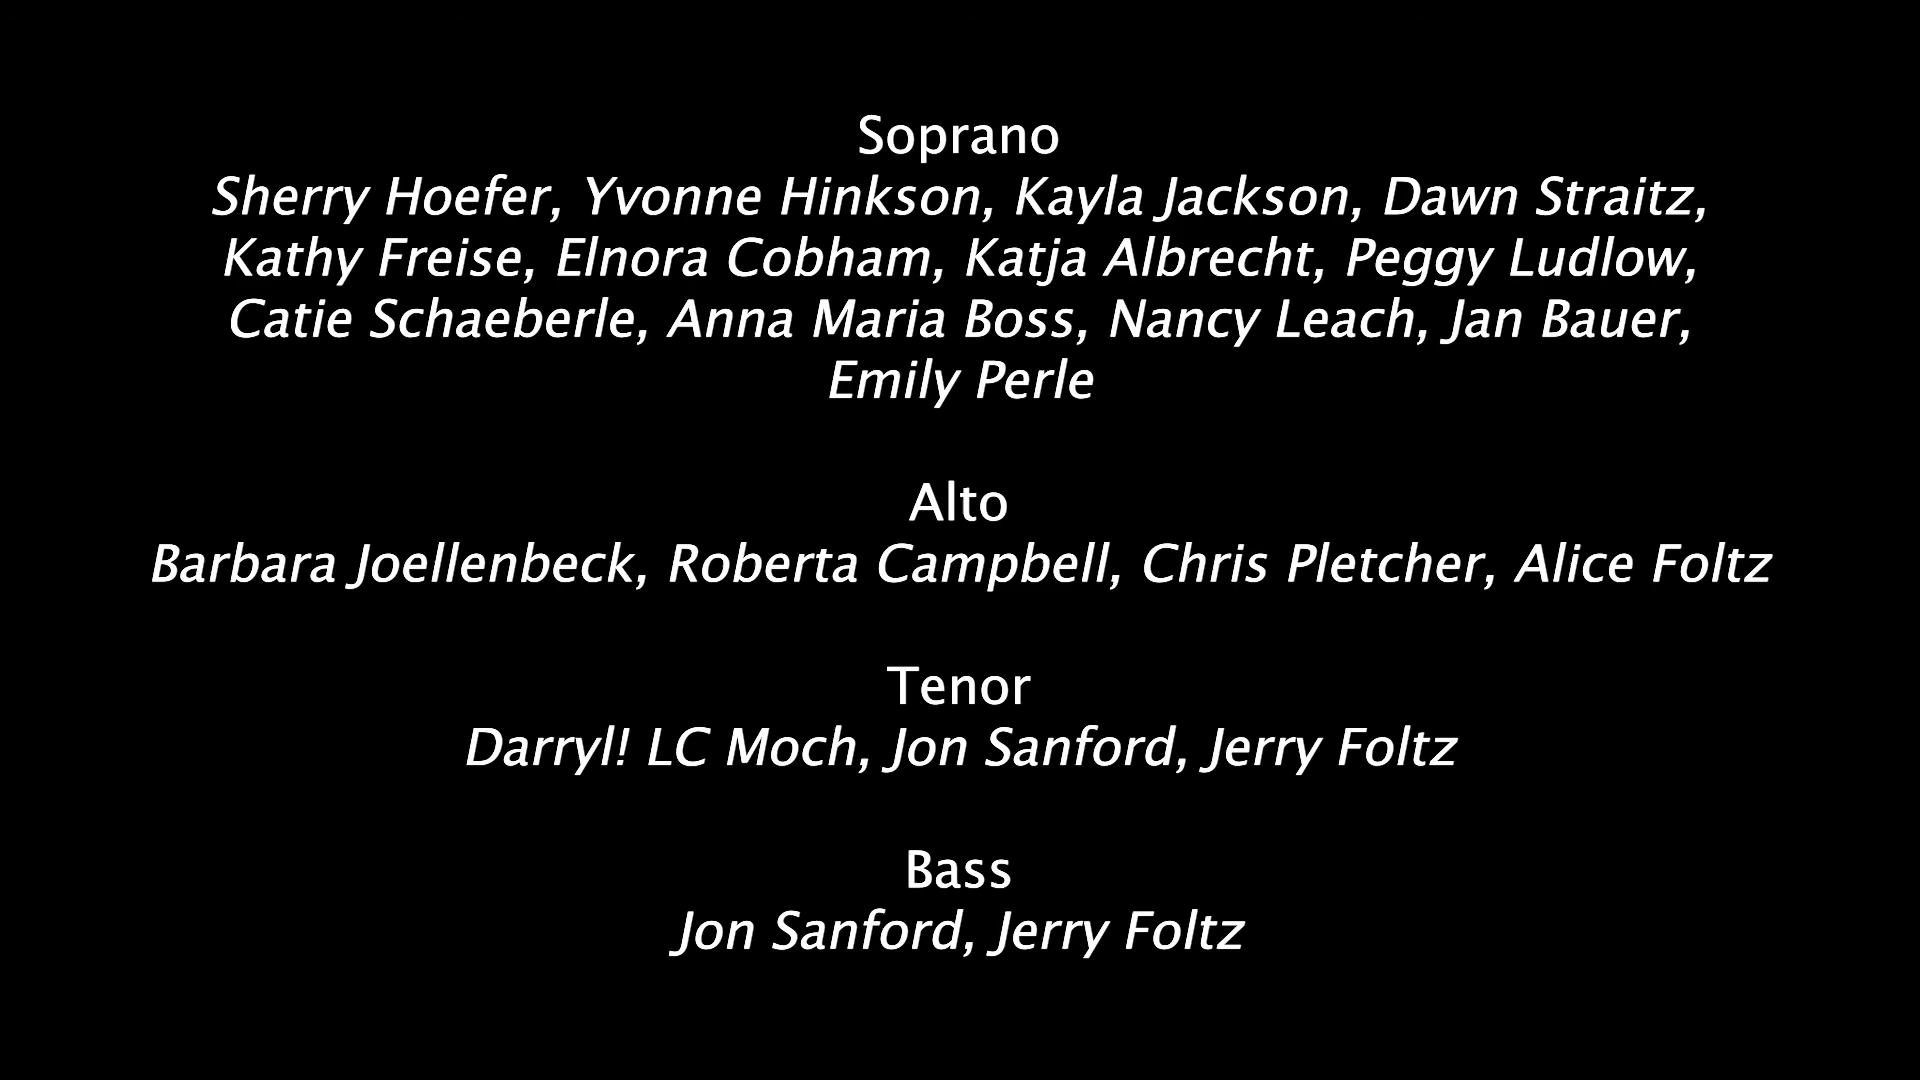 Soprano
Sherry Hoefer, Yvonne Hinkson, Kayla Jackson, Dawn Straitz,
Kathy Freise, Elnora Cobham, Katja Albrecht, Peggy Ludlow,
Catie Schaeberle, Anna Maria Boss, Nancy Leach, Jan Bauer,
Emily Perle
Alto
Barbara Joellenbeck, Roberta Campbell, Chris Pletcher, Alice Foltz
Tenor
Darryl! LC Moch, Jon Sanford, Jerry Foltz
Bass
Jon Sanford, Jerry Foltz